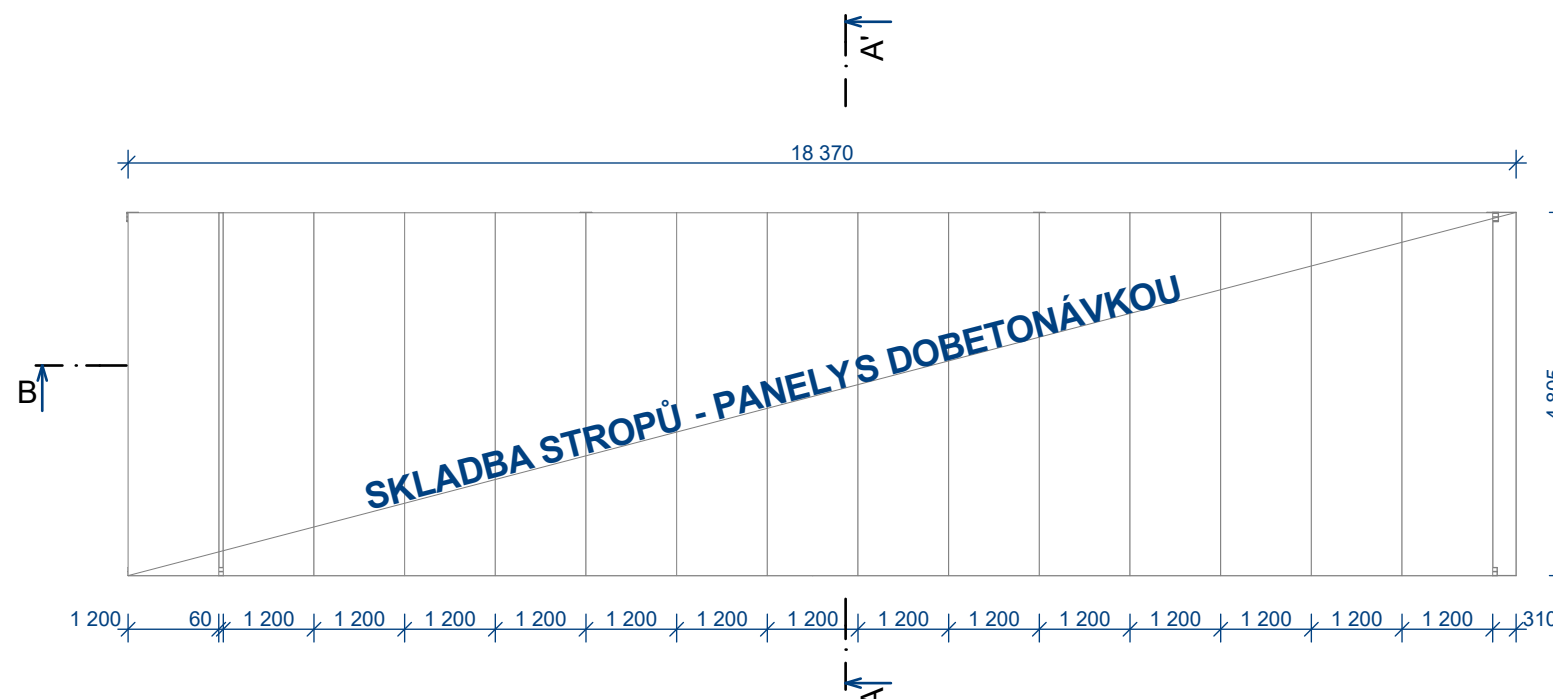 A'
18 370
SKLADBA STROPŮ - PANELY S DOBETONÁVKOU
B
1 200 60 1 200 1 200 1 200 1 200 1 200 1 200 1 200 1 200 1 200 1 200 1 200 1 200 1 200 1 200 310
A